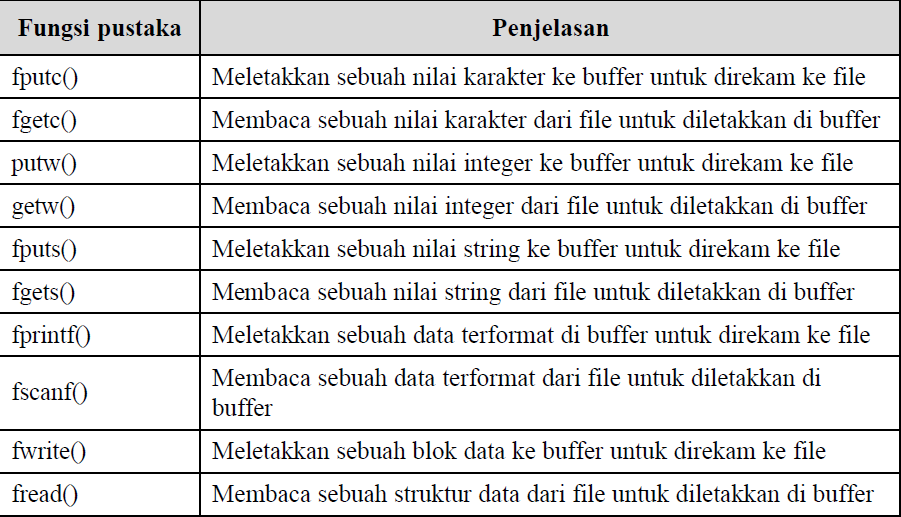 Fungsi pustaka Penjelasan
fputc() Meletakkan sebuah nilai karakter ke buffer untuk direkam ke file
fgetc() Membaca sebuah nilai karakter dari file untuk diletakkan di buffer
putw() Meletakkan sebuah nilai integer ke buffer untuk direkam ke file
getw() Membaca sebuah nilai integer dari file untuk diletakkan di buffer
fputs() Meletakkan sebuah nilai string ke buffer untuk direkam ke file
fgets() Membaca sebuah nilai string dari file untuk diletakkan di buffer
fprintf() Meletakkan sebuah data terformat di buffer untuk direkam ke file
fscanf() Membaca sebuah data terformat dari file untuk diletakkan di
buffer
fwrite() Meletakkan sebuah blok data ke buffer untuk direkam ke file
fread() Membaca sebuah struktur data dari file untuk diletakkan di buffer